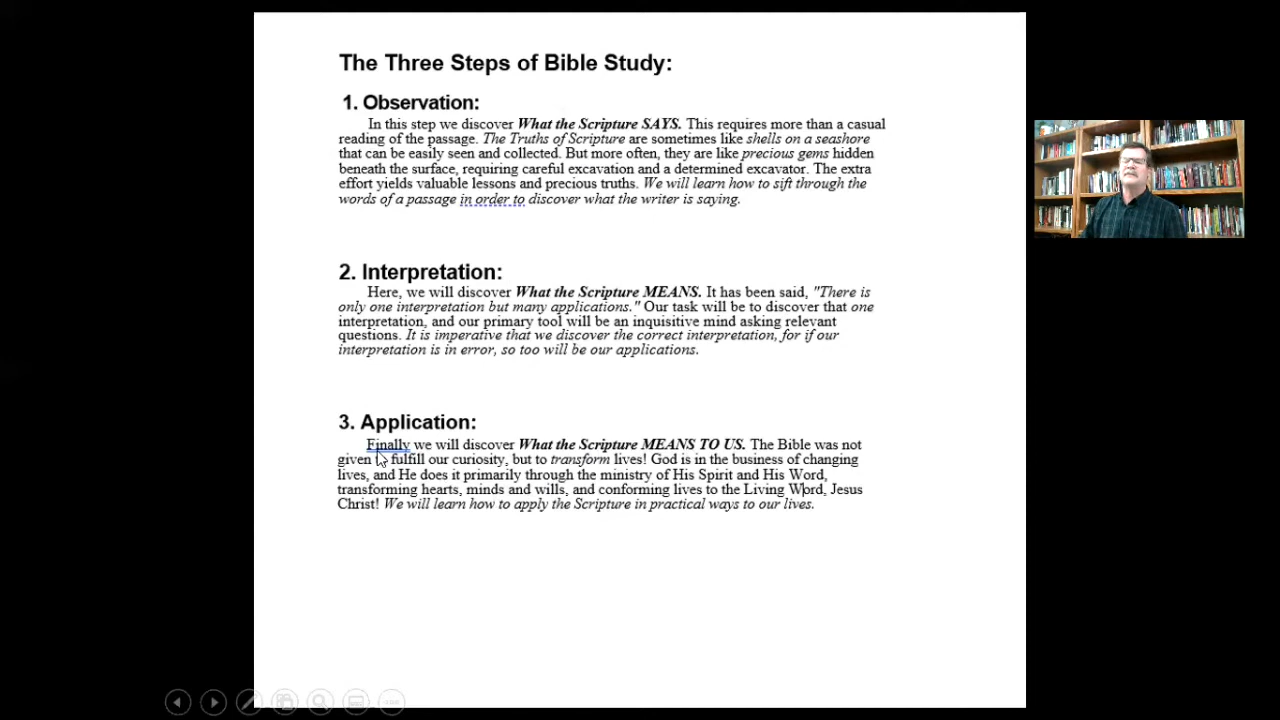 The Three Steps of Bible Study:
1. Observation:
In this step we discover What the Scripture SAYS. This requires more than a casual
reading of the passage. The Truths of Scripture are sometimes like shells on a seashore
that can be easily seen and collected. But more often, they are like precious gems hidden
beneath the surface, requiring careful excavation and a determined excavator. The extra
effort yields valuable lessons and precious truths. We will learn how to sift through the
words of a passage in order to discover what the writer is saying.
2. Interpretation:
Here, we will discover What the Scripture MEANS. It has been said, "There is
only one interpretation but many applications." Our task will be to discover that one
interpretation, and our primary tool will be an inquisitive mind asking relevant
questions. It is imperative that we discover the correct interpretation, for if our
interpretation is in error, so too will be our applications.
3. Application:
Finally we will discover What the Scripture MEANS TO US. The Bible was not
given fulfill our curiosity, but to transform lives! God is in the business of changing
lives, and He does it primarily through the ministry of His Spirit and His Word,
transforming hearts, minds and wills, and conforming lives to the Living Word, Jesus
Christ! We will learn how to apply the Scripture in practical ways to our lives.